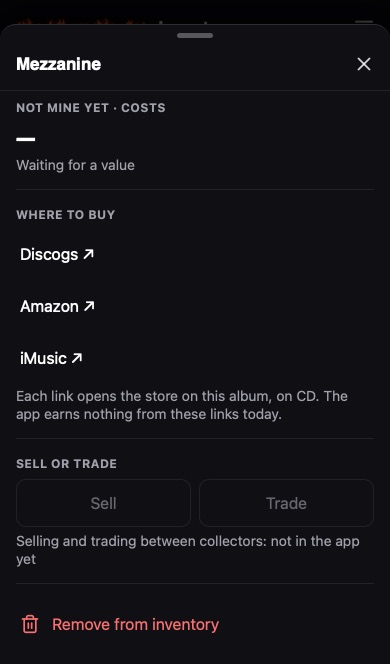 Mezzanine
NOT MINE YET · COSTS
—
Waiting for a value
WHERE TO BUY
Discogs ↗
Amazon ↗
iMusic ↗
Each link opens the store on this album, on CD. The
app earns nothing from these links today.
SELL OR TRADE
Sell
Trade
Selling and trading between collectors: not in the app
yet
Remove from inventory